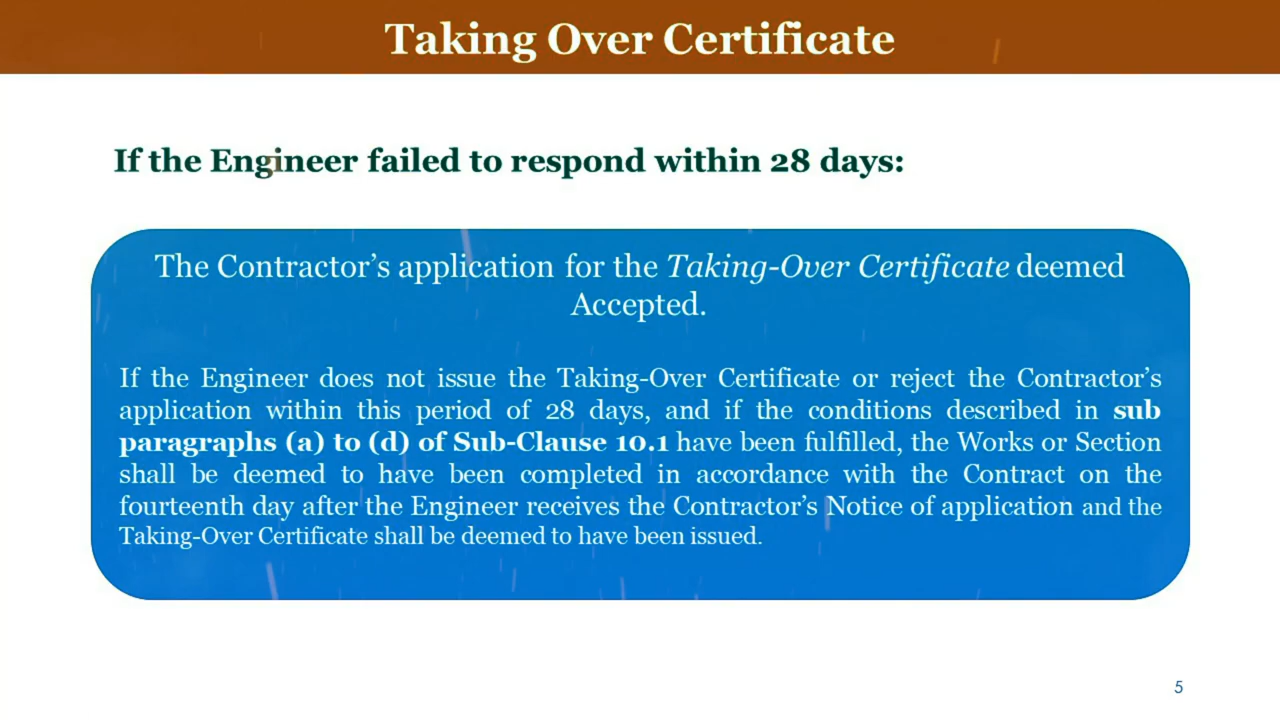 Taking Over Certificate
If the Engineer failed to respond within 28 days:
The Contractor’s application for the Taking-Over Certificate deemed
Accepted.
If the Engineer does not issue the Taking-Over Certificate or reject the Contractor’s
application within this period of 28 days, and if the conditions described in sub
paragraphs (a) to (d) of Sub-Clause 10.1 have been fulfilled, the Works or Section
shall be deemed to have been completed in accordance with the Contract on the
fourteenth day after the Engineer receives the Contractor’s Notice of application and the
Taking-Over Certificate shall be deemed to have been issued.
5